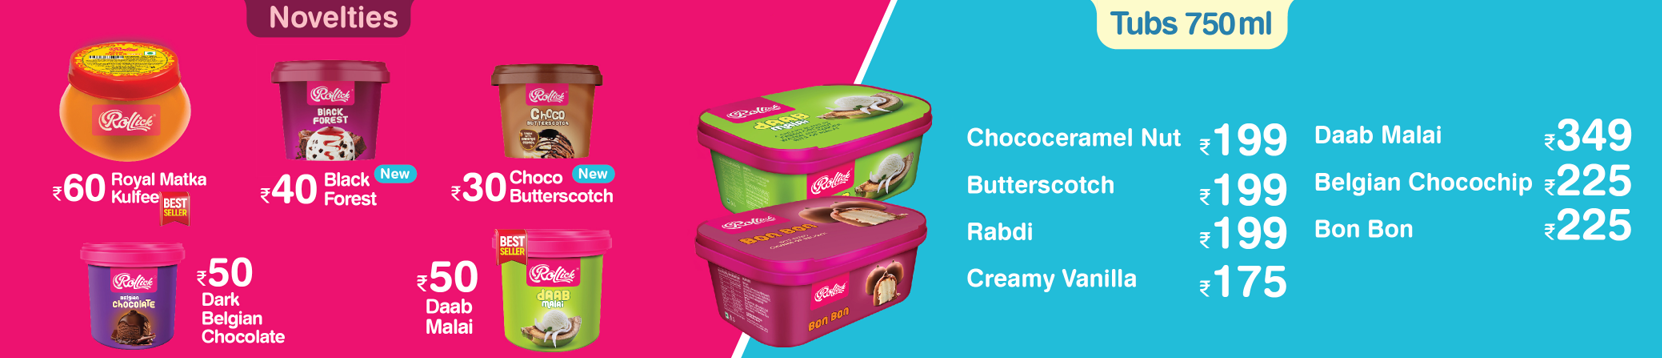 Novelties
Rollick
₹60 Royal Matka
Kulfee
BEST
SELLER
Rollick
BLACK
FOREST
₹40 Black
Forest
New
Rollick
CHOCO
BUTTERSCOTCH
₹30 Choco
Butterscotch
New
Rollick
BELGIAN
CHOCOLATE
₹50
Dark
Belgian
Chocolate
₹50
Daab
Malai
BEST
SELLER
Rollick
DAAB
MALAI
Rollick
DAAB
MALAI
Rollick
Rollick
BON BON
Rollick
BON BON
Tubs 750ml
Chococeramel Nut ₹199
Butterscotch ₹199
Rabdi ₹199
Creamy Vanilla ₹175
Daab Malai ₹349
Belgian Chocochip ₹225
Bon Bon ₹225